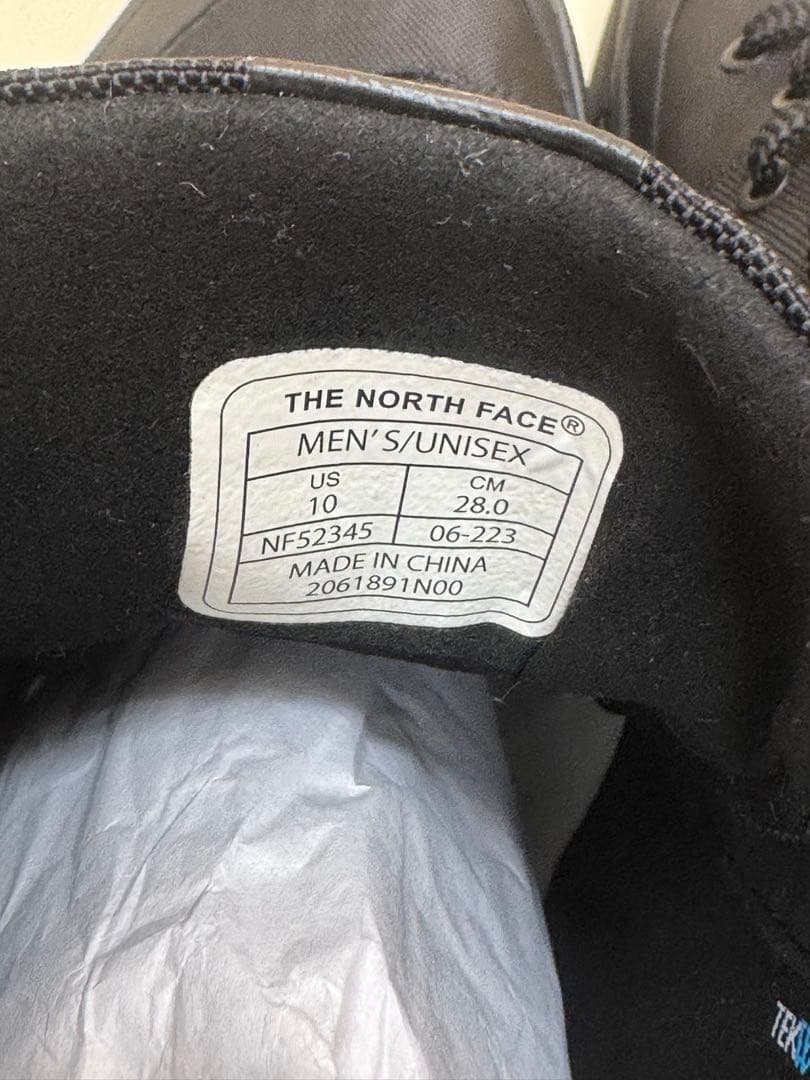 THE NORTH FACE®
MEN'S/UNISEX
US CM
10 28.0
NF52345 06-223
MADE IN CHINA
2061891N00